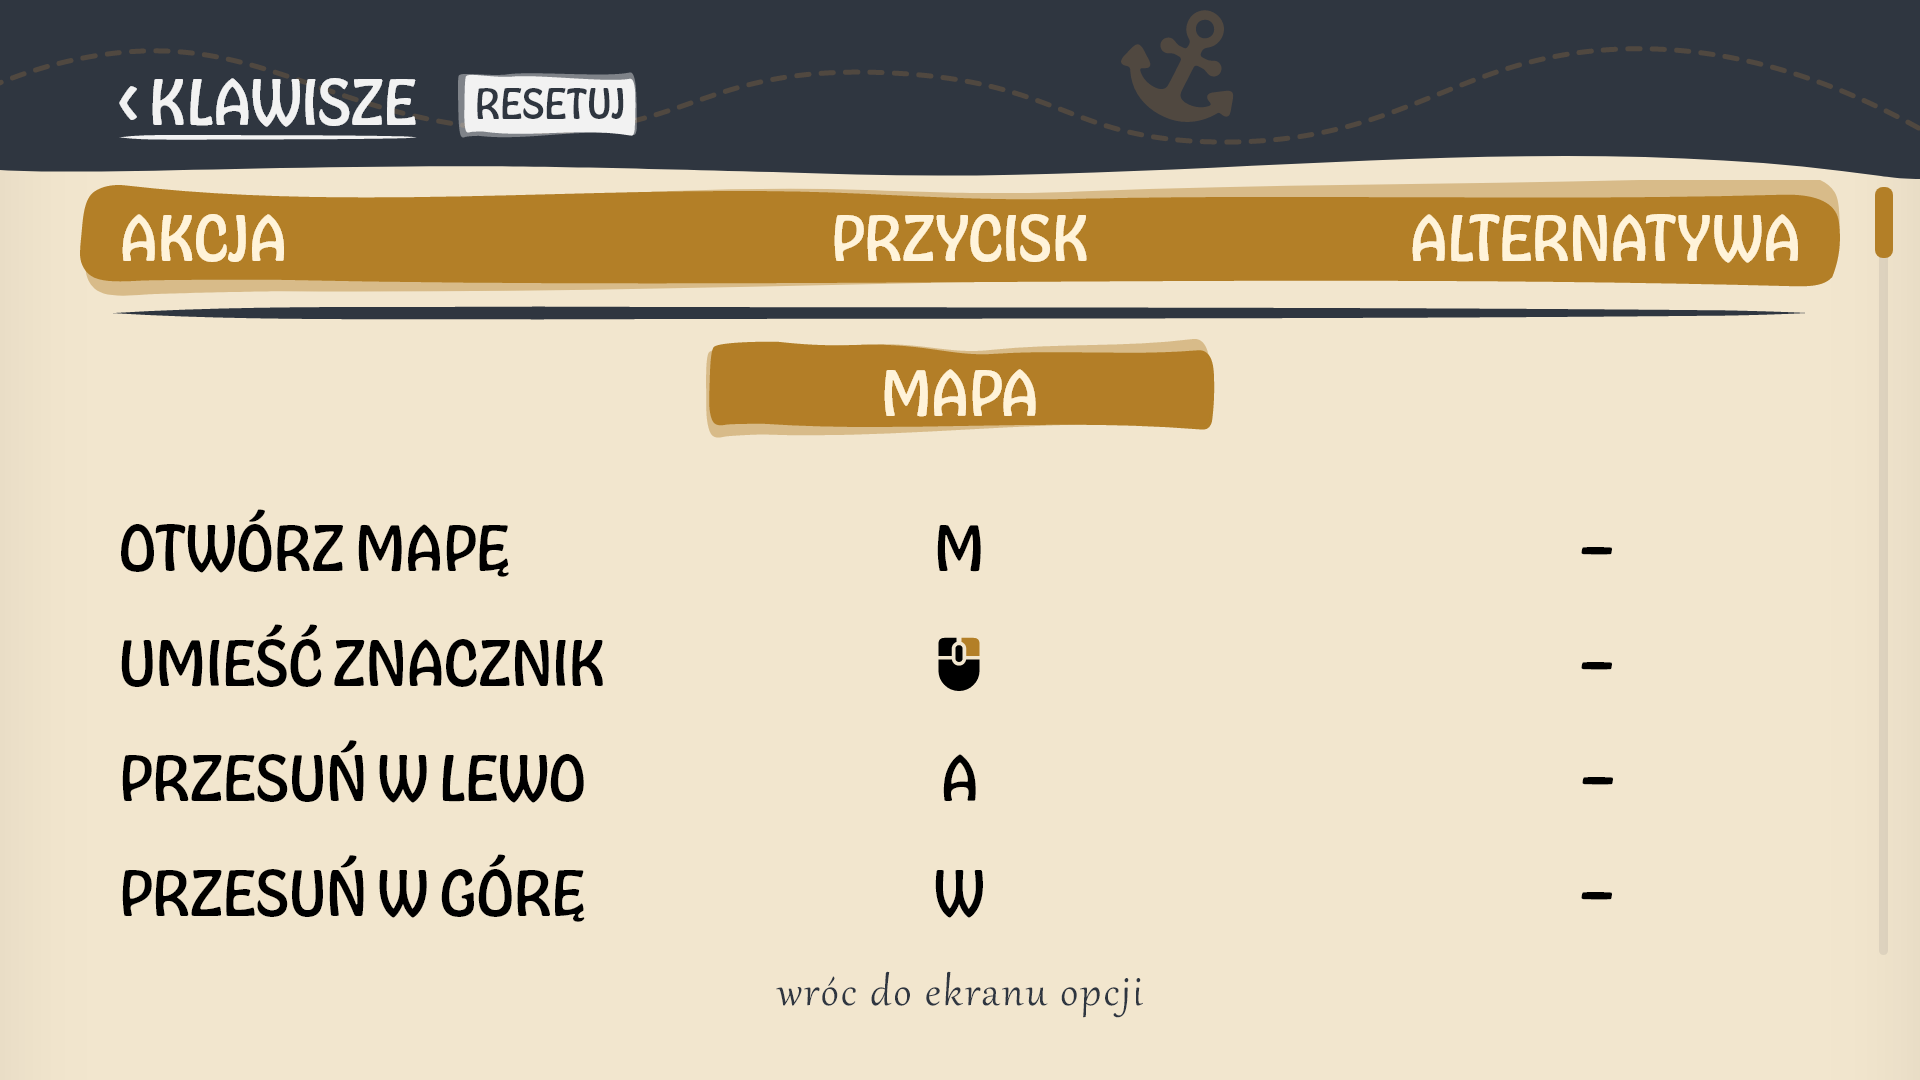 ‹ KLAWISZE RESETUJ
AKCJA PRZYCISK ALTERNATYWA
MAPA
OTWÓRZ MAPĘ M –
UMIEŚĆ ZNACZNIK –
PRZESUŃ W LEWO A –
PRZESUŃ W GÓRĘ W –
wróc do ekranu opcji